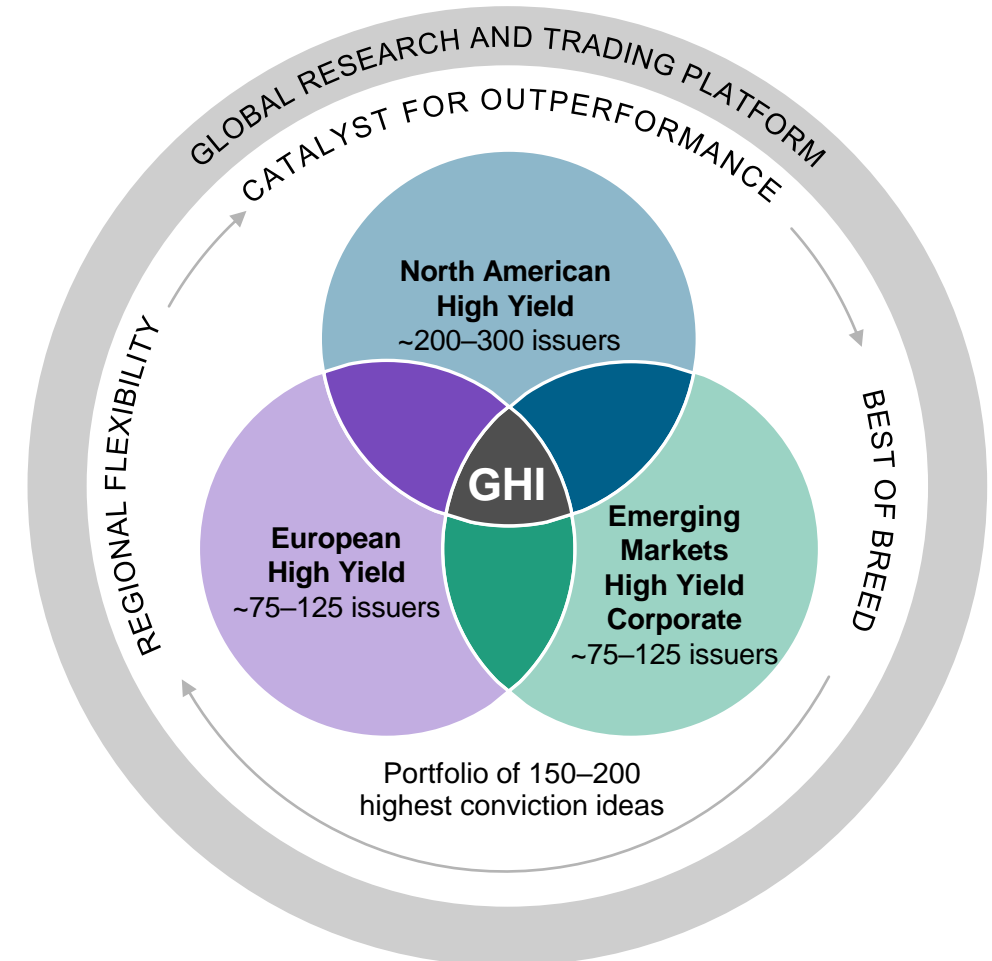 GLOBAL RESEARCH AND TRADING PLATFORM
CATALYST FOR OUTPERFORMANCE
North American
High Yield
~200–300 issuers
REGIONAL FLEXIBILITY
BEST OF BREED
GHI
European
High Yield
~75–125 issuers
Emerging
Markets
High Yield
Corporate
~75–125 issuers
Portfolio of 150–200
highest conviction ideas